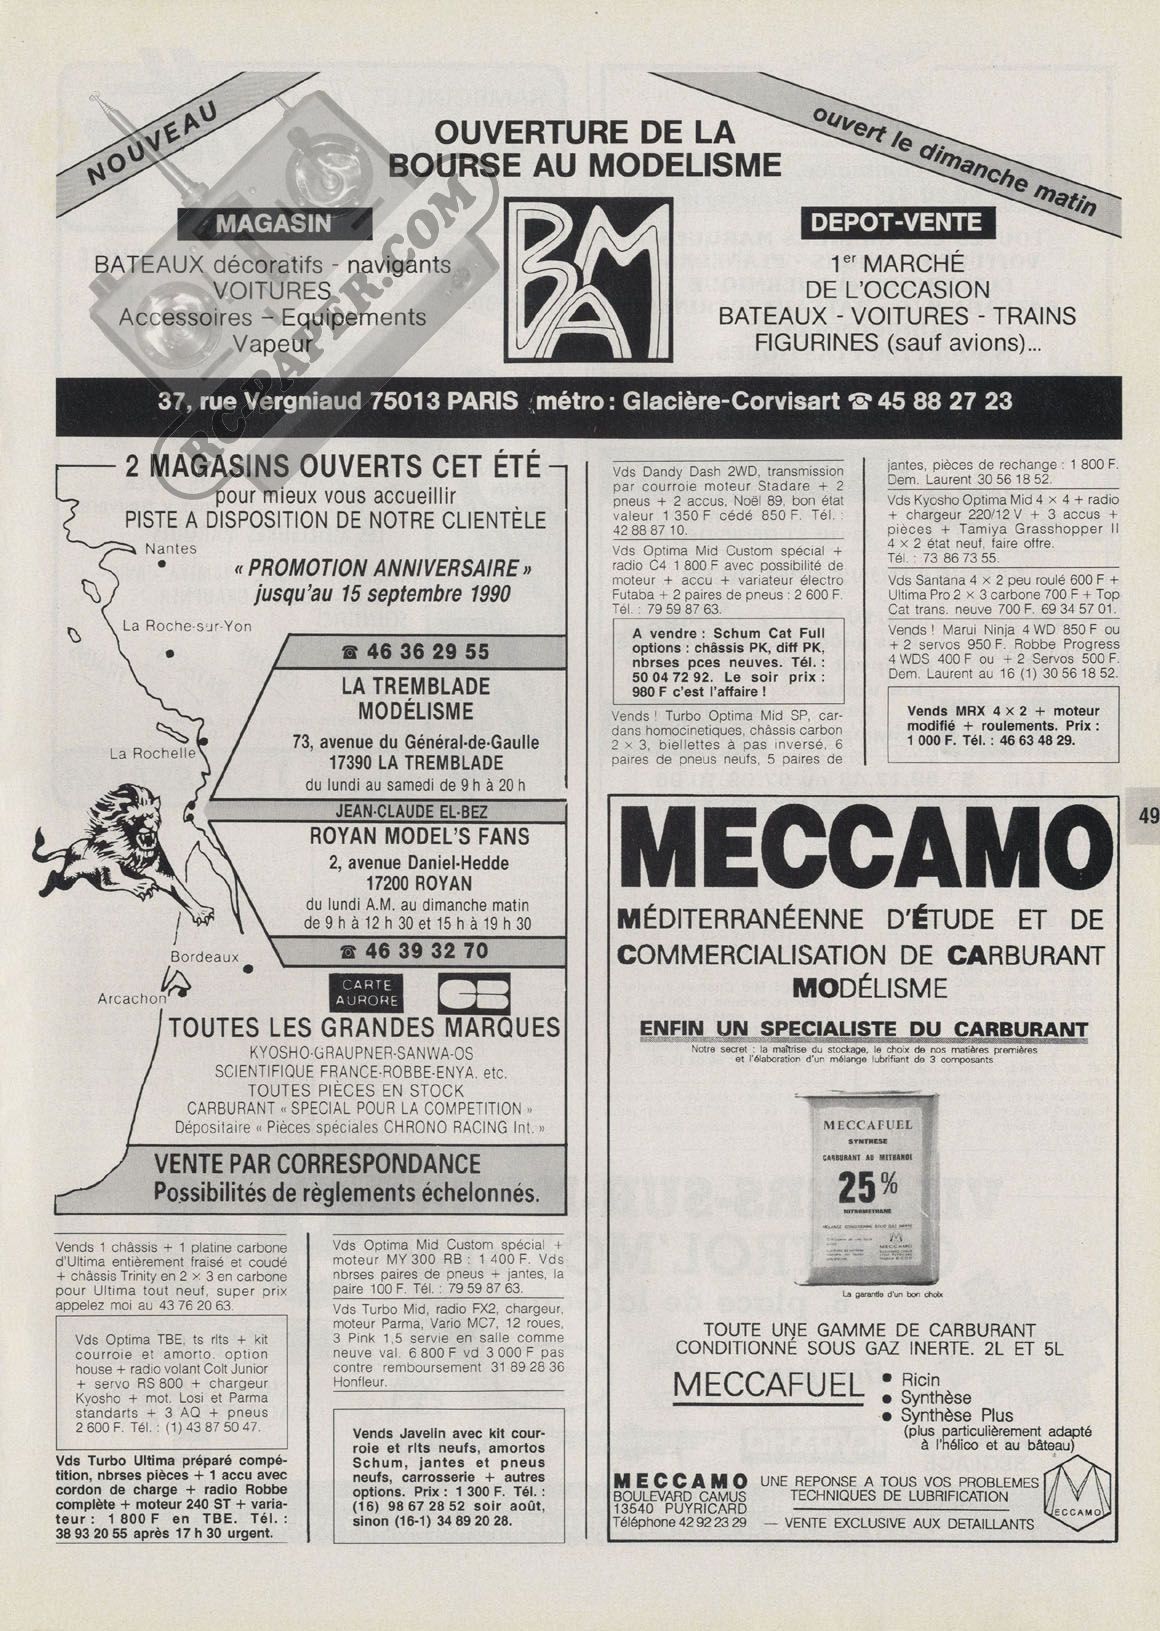 NOUVEAU
OUVERTURE DE LA
BOURSE AU MODELISME
ouvert le dimanche matin
MAGASIN
BATEAUX décoratifs - navigants
VOITURES
Accessoires - Equipements
Vapeur
BAM
DEPOT-VENTE
1er MARCHÉ
DE L'OCCASION
BATEAUX - VOITURES - TRAINS
FIGURINES (sauf avions)...
RC-PAPER.COM
37, rue Vergniaud 75013 PARIS métro : Glacière-Corvisart ☎ 45 88 27 23
2 MAGASINS OUVERTS CET ÉTÉ
pour mieux vous accueillir
PISTE A DISPOSITION DE NOTRE CLIENTÈLE
Nantes
« PROMOTION ANNIVERSAIRE »
jusqu'au 15 septembre 1990
La Roche-sur-Yon
☎ 46 36 29 55
LA TREMBLADE
MODÉLISME
73, avenue du Général-de-Gaulle
17390 LA TREMBLADE
du lundi au samedi de 9 h à 20 h
La Rochelle
JEAN-CLAUDE EL-BEZ
ROYAN MODEL'S FANS
2, avenue Daniel-Hedde
17200 ROYAN
du lundi A.M. au dimanche matin
de 9 h à 12 h 30 et 15 h à 19 h 30
☎ 46 39 32 70
Bordeaux
Arcachon
CARTE
AURORE
CB
TOUTES LES GRANDES MARQUES
KYOSHO-GRAUPNER-SANWA-OS
SCIENTIFIQUE FRANCE-ROBBE-ENYA. etc.
TOUTES PIÈCES EN STOCK
CARBURANT « SPECIAL POUR LA COMPETITION »
Dépositaire « Pièces spéciales CHRONO RACING Int. »
VENTE PAR CORRESPONDANCE
Possibilités de règlements échelonnés.
Vends 1 châssis + 1 platine carbone
d'Ultima entièrement fraisé et coudé
+ châssis Trinity en 2 × 3 en carbone
pour Ultima tout neuf, super prix
appelez moi au 43 76 20 63.
Vds Optima TBE, ts rlts + kit
courroie et amorto. option
house + radio volant Colt Junior
+ servo RS 800 + chargeur
Kyosho + mot. Losi et Parma
standarts + 3 AQ + pneus
2 600 F. Tél. : (1) 43 87 50 47.
Vds Turbo Ultima préparé compé-
tition, nbrses pièces + 1 accu avec
cordon de charge + radio Robbe
complète + moteur 240 ST + varia-
teur : 1 800 F en TBE. Tél. :
38 93 20 55 après 17 h 30 urgent.
Vds Optima Mid Custom spécial +
moteur MY 300 RB : 1 400 F. Vds
nbrses paires de pneus + jantes, la
paire 100 F. Tél. : 79 59 87 63.
Vds Turbo Mid, radio FX2, chargeur,
moteur Parma, Vario MC7, 12 roues,
3 Pink 1,5 servie en salle comme
neuve val. 6 800 F vd 3 000 F pas
contre remboursement 31 89 28 36
Honfleur.
Vends Javelin avec kit cour-
roie et rlts neufs, amortos
Schum, jantes et pneus
neufs, carrosserie + autres
options. Prix : 1 300 F. Tél. :
(16) 98 67 28 52 soir août,
sinon (16-1) 34 89 20 28.
Vds Dandy Dash 2WD, transmission
par courroie moteur Stadare + 2
pneus + 2 accus, Noël 89, bon état
valeur 1 350 F cédé 850 F. Tél. :
42 88 87 10.
Vds Optima Mid Custom spécial +
radio C4 1 800 F avec possibilité de
moteur + accu + variateur électro
Futaba + 2 paires de pneus : 2 600 F.
Tél. : 79 59 87 63.
A vendre : Schum Cat Full
options : châssis PK, diff PK,
nbrses pces neuves. Tél. :
50 04 72 92. Le soir prix :
980 F c'est l'affaire !
Vends ! Turbo Optima Mid SP, car-
dans homocinetiques, châssis carbon
2 × 3, biellettes à pas inversé, 6
paires de pneus neufs, 5 paires de
jantes, pièces de rechange : 1 800 F.
Dem. Laurent 30 56 18 52.
Vds Kyosho Optima Mid 4 × 4 + radio
+ chargeur 220/12 V + 3 accus +
pièces + Tamiya Grasshopper II
4 × 2 état neuf, faire offre.
Tél. : 73 86 73 55.
Vds Santana 4 × 2 peu roulé 600 F +
Ultima Pro 2 × 3 carbone 700 F + Top
Cat trans. neuve 700 F. 69 34 57 01.
Vends ! Marui Ninja 4 WD 850 F ou
+ 2 servos 950 F. Robbe Progress
4 WDS 400 F ou + 2 Servos 500 F.
Dem. Laurent au 16 (1) 30 56 18 52.
Vends MRX 4 × 2 + moteur
modifié + roulements. Prix :
1 000 F. Tél. : 46 63 48 29.
49
MECCAMO
MÉDITERRANÉENNE D'ÉTUDE ET DE
COMMERCIALISATION DE CARBURANT
MODÉLISME
ENFIN UN SPECIALISTE DU CARBURANT
Notre secret : la maîtrise du stockage, le choix de nos matières premières
et l'élaboration d'un mélange lubrifiant de 3 composants
MECCAFUEL
SYNTHESE
CARBURANT AU METHANOL
25%
NITROMETHANE
MECCAMO
La garantie d'un bon choix
TOUTE UNE GAMME DE CARBURANT
CONDITIONNÉ SOUS GAZ INERTE. 2L ET 5L
MECCAFUEL
• Ricin
• Synthèse
• Synthèse Plus
(plus particulièrement adapté
à l'hélico et au bâteau)
MECCAMO
BOULEVARD CAMUS
13540 PUYRICARD
Téléphone 42 92 23 29
UNE REPONSE A TOUS VOS PROBLEMES
TECHNIQUES DE LUBRIFICATION
— VENTE EXCLUSIVE AUX DETAILLANTS
MECCAMO